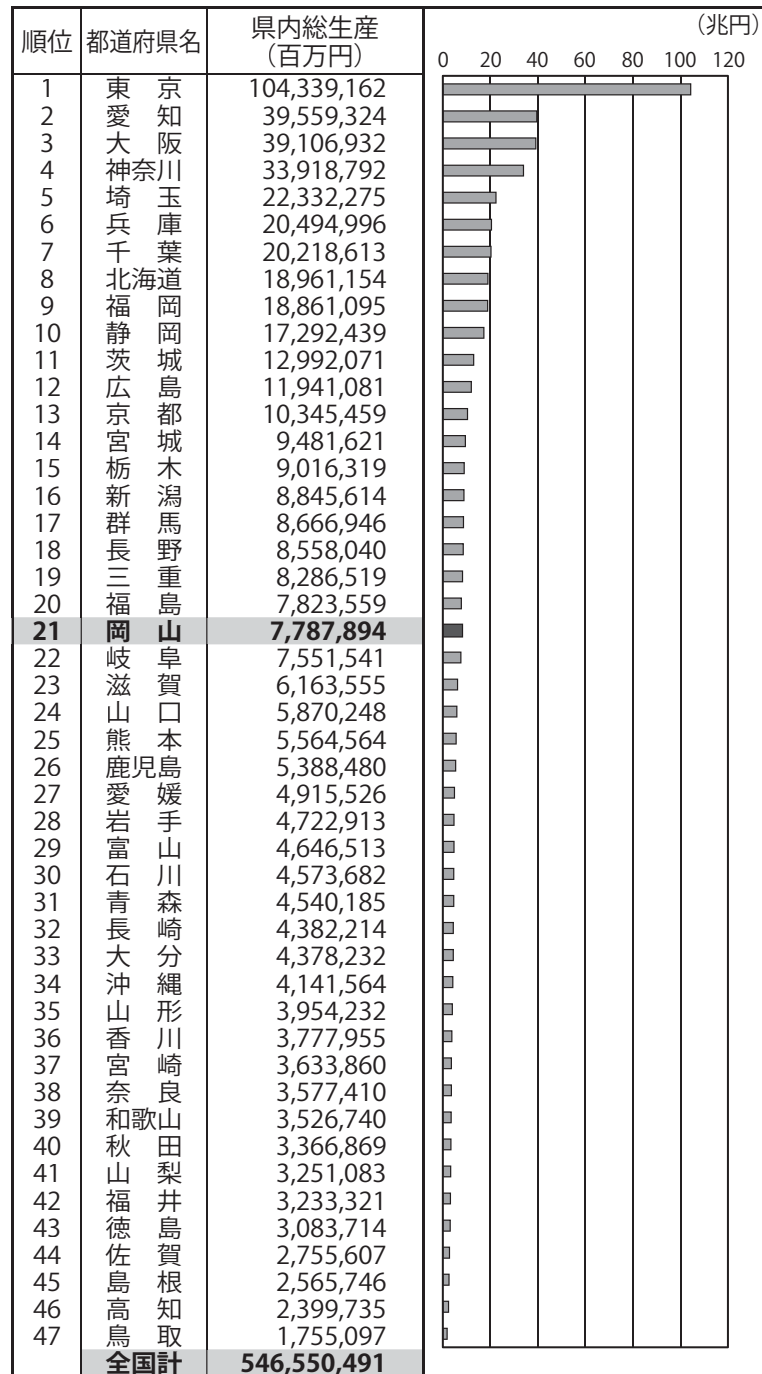 順位 都道府県名 県内総生産（百万円） （兆円）
0 20 40 60 80 100 120
1 東京 104,339,162
2 愛知 39,559,324
3 大阪 39,106,932
4 神奈川 33,918,792
5 埼玉 22,332,275
6 兵庫 20,494,996
7 千葉 20,218,613
8 北海道 18,961,154
9 福岡 18,861,095
10 静岡 17,292,439
11 茨城 12,992,071
12 広島 11,941,081
13 京都 10,345,459
14 宮城 9,481,621
15 栃木 9,016,319
16 新潟 8,845,614
17 群馬 8,666,946
18 長野 8,558,040
19 三重 8,286,519
20 福島 7,823,559
21 岡山 7,787,894
22 岐阜 7,551,541
23 滋賀 6,163,555
24 山口 5,870,248
25 熊本 5,564,564
26 鹿児島 5,388,480
27 愛媛 4,915,526
28 岩手 4,722,913
29 富山 4,646,513
30 石川 4,573,682
31 青森 4,540,185
32 長崎 4,382,214
33 大分 4,378,232
34 沖縄 4,141,564
35 山形 3,954,232
36 香川 3,777,955
37 宮崎 3,633,860
38 奈良 3,577,410
39 和歌山 3,526,740
40 秋田 3,366,869
41 山梨 3,251,083
42 福井 3,233,321
43 徳島 3,083,714
44 佐賀 2,755,607
45 島根 2,565,746
46 高知 2,399,735
47 鳥取 1,755,097
全国計 546,550,491